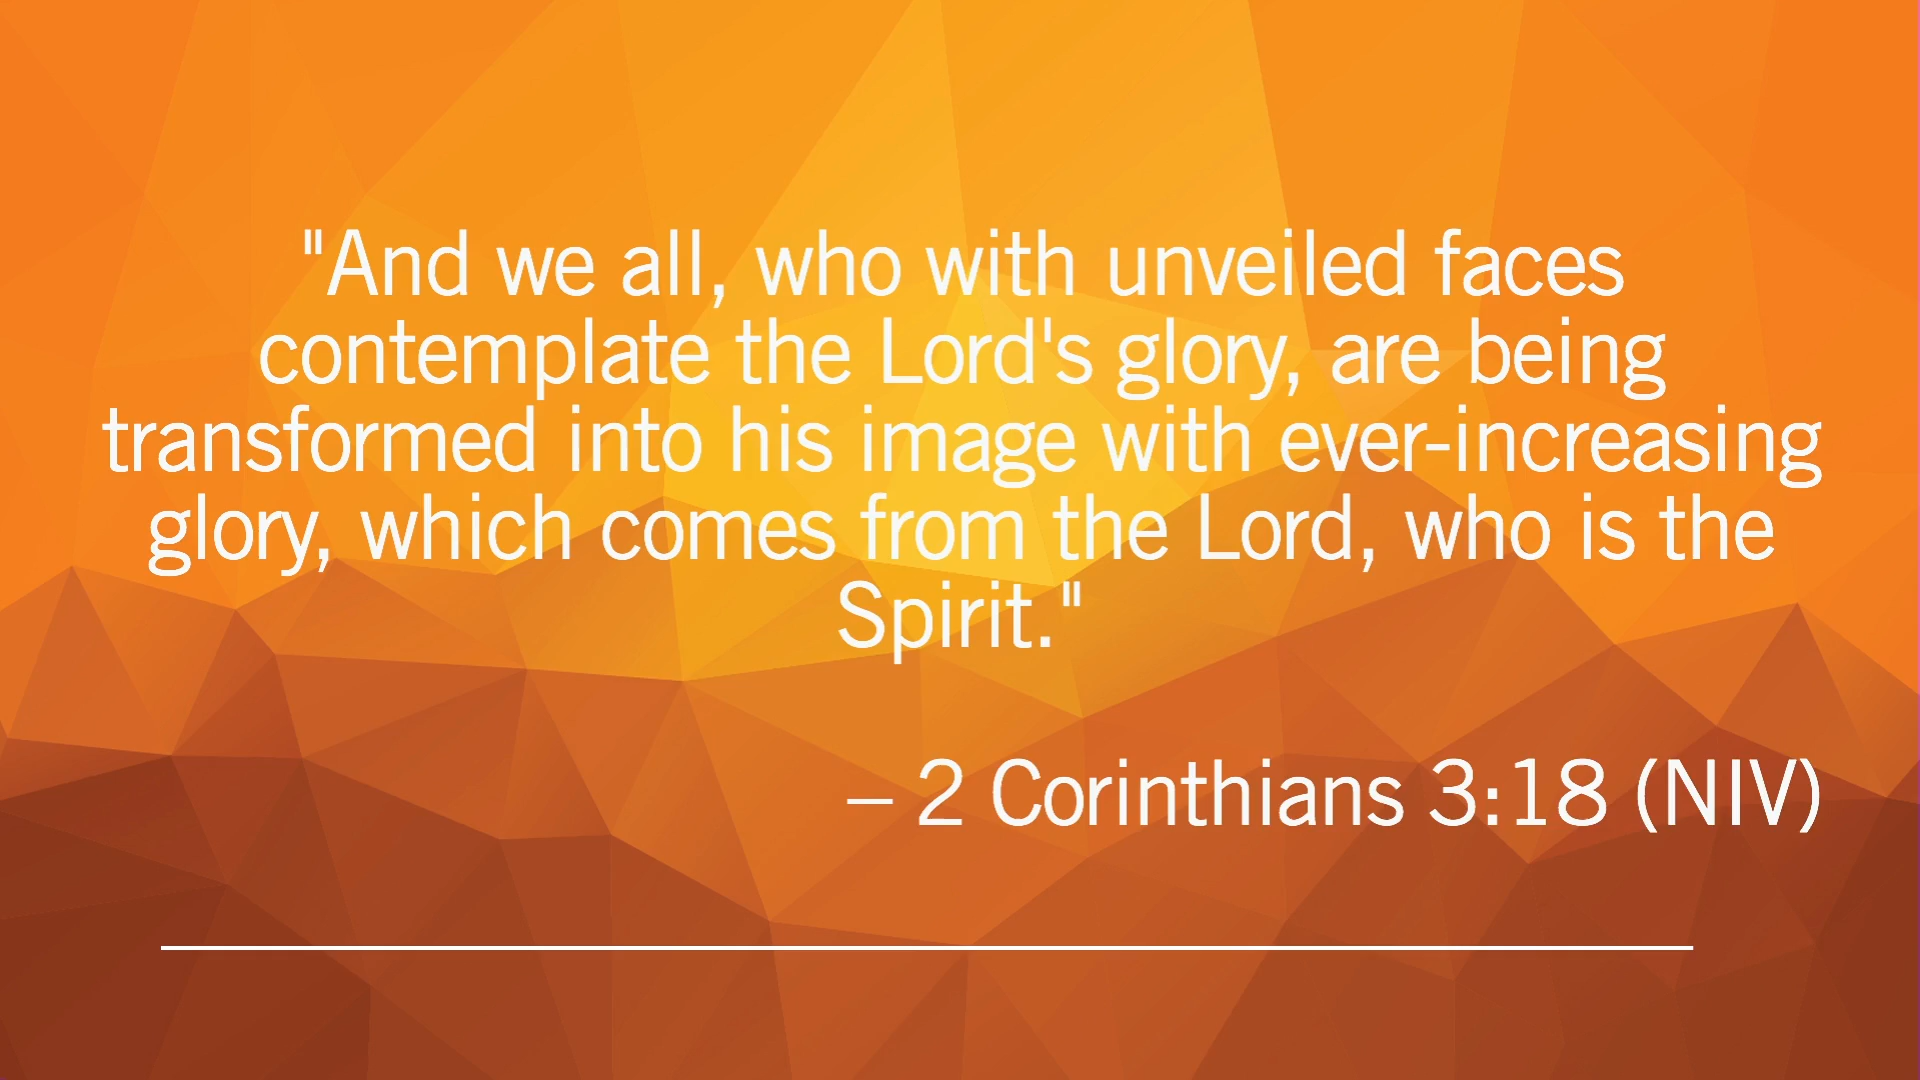 "And we all, who with unveiled faces
contemplate the Lord's glory, are being
transformed into his image with ever-increasing
glory, which comes from the Lord, who is the
Spirit."
– 2 Corinthians 3:18 (NIV)